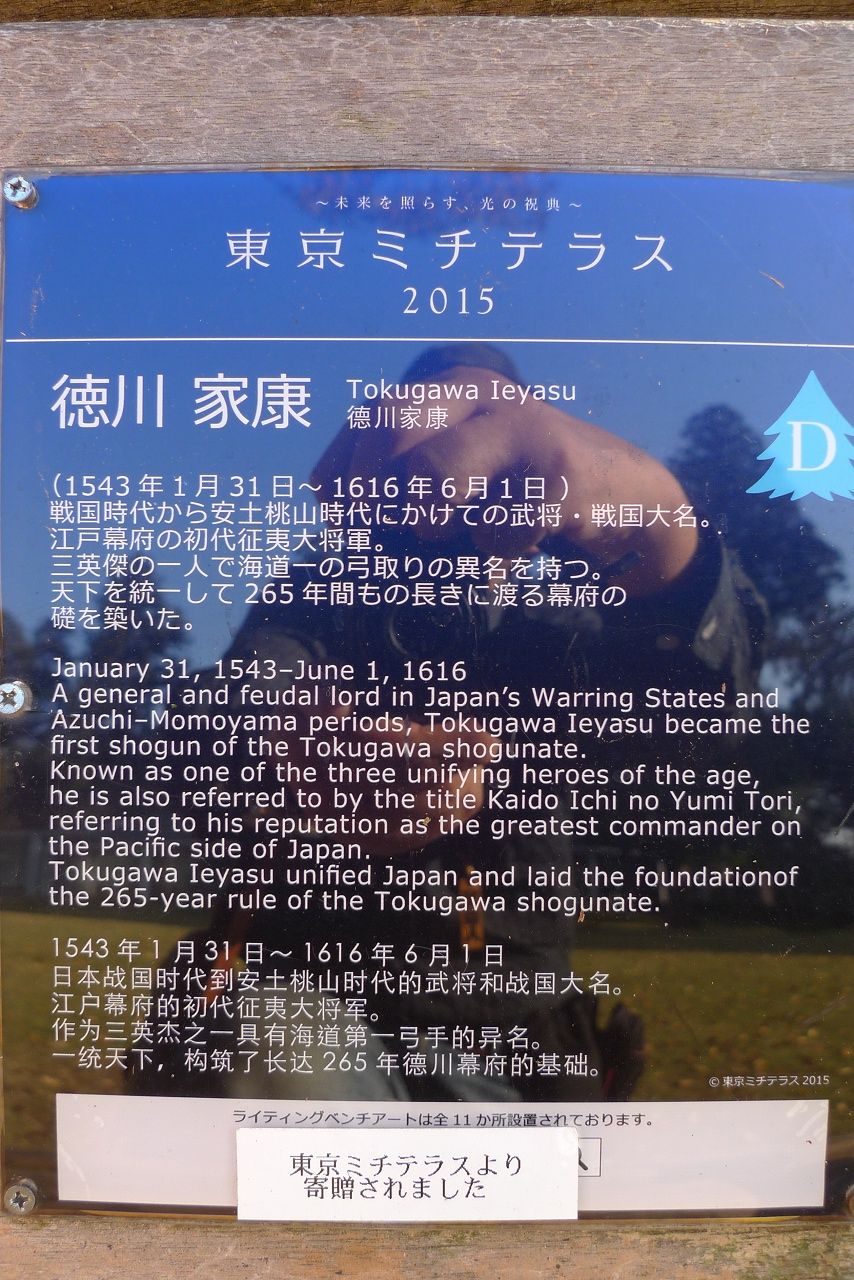 ～未来を照らす、光の祝典～
東京ミチテラス
2015
徳川 家康
Tokugawa Ieyasu
德川家康
D
（1543年1月31日～1616年6月1日）
戦国時代から安土桃山時代にかけての武将・戦国大名。
江戸幕府の初代征夷大将軍。
三英傑の一人で海道一の弓取りの異名を持つ。
天下を統一して265年間もの長きに渡る幕府の
礎を築いた。
January 31, 1543–June 1, 1616
A general and feudal lord in Japan's Warring States and
Azuchi–Momoyama periods, Tokugawa Ieyasu became the
first shogun of the Tokugawa shogunate.
Known as one of the three unifying heroes of the age,
he is also referred to by the title Kaido Ichi no Yumi Tori,
referring to his reputation as the greatest commander on
the Pacific side of Japan.
Tokugawa Ieyasu unified Japan and laid the foundationof
the 265-year rule of the Tokugawa shogunate.
1543年1月31日～1616年6月1日
日本战国时代到安土桃山时代的武将和战国大名。
江户幕府的初代征夷大将军。
作为三英杰之一具有海道第一弓手的异名。
一统天下，构筑了长达265年德川幕府的基础。
© 東京ミチテラス 2015
ライティングベンチアートは全11か所設置されております。
東京ミチテラスより
寄贈されました